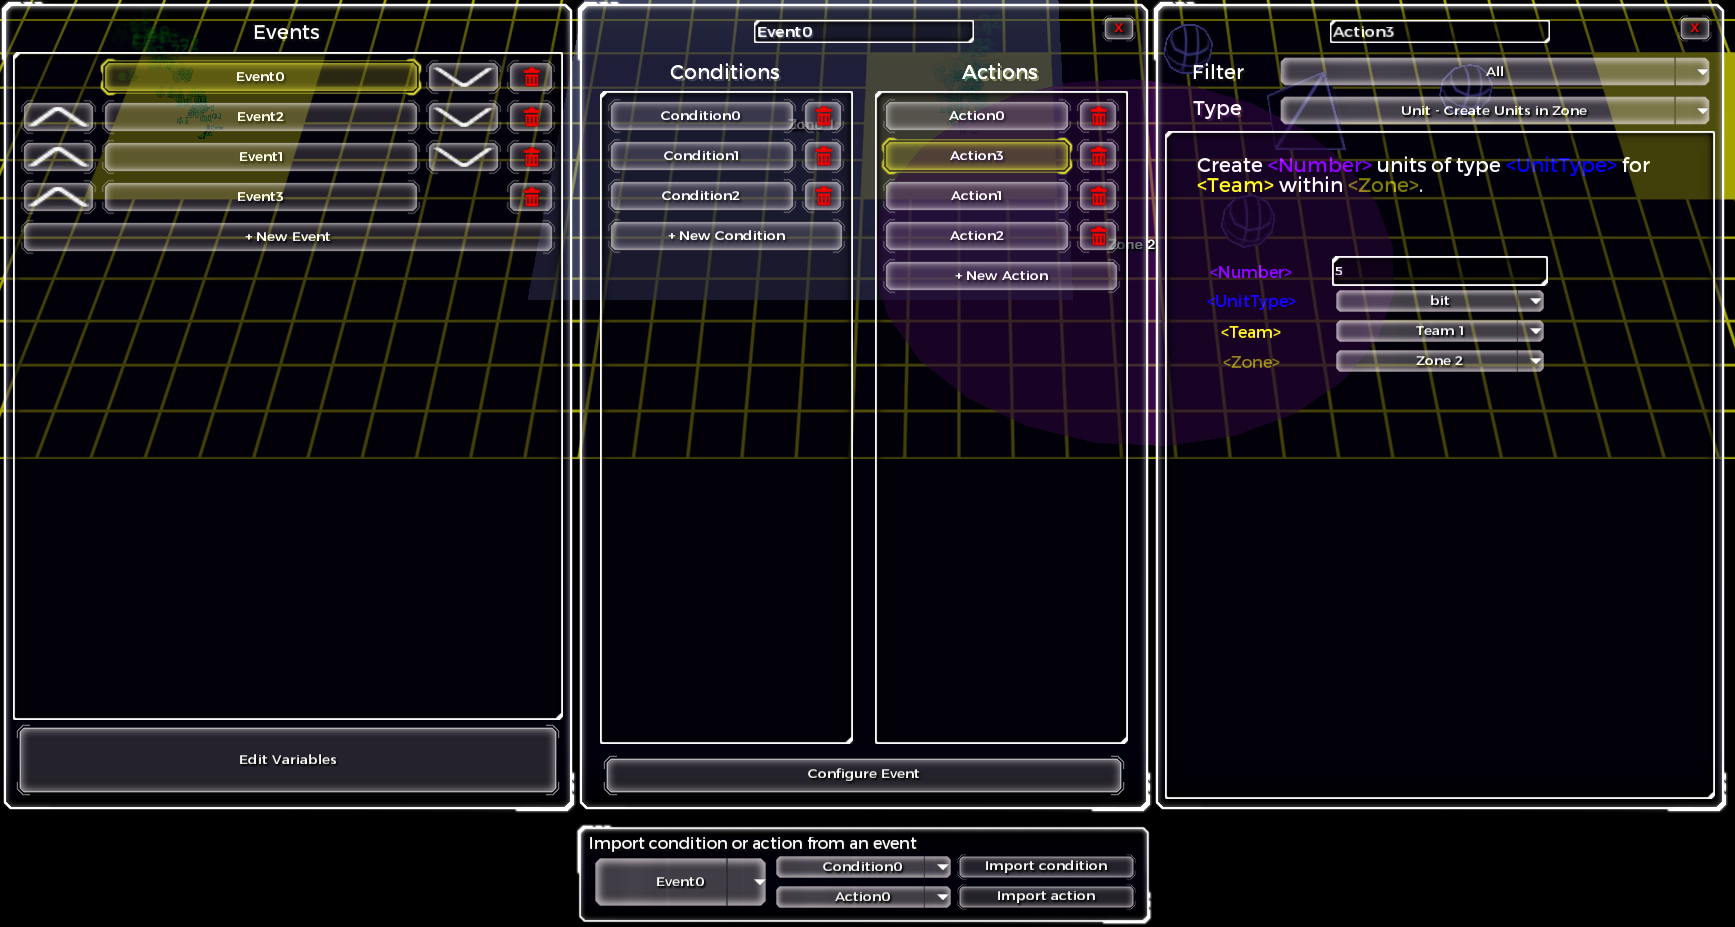 Events
Event0
Event2
Event1
Event3
+ New Event
Edit Variables
Event0
X
Conditions
Condition0
Condition1
Condition2
+ New Condition
Actions
Action0
Action3
Action1
Action2
+ New Action
Zone 2
Configure Event
Action3
X
Filter
All
Type
Unit - Create Units in Zone
Create <Number> units of type <UnitType> for
<Team> within <Zone>.
<Number>
5
<UnitType>
bit
<Team>
Team 1
<Zone>
Zone 2
Import condition or action from an event
Event0
Condition0
Import condition
Action0
Import action